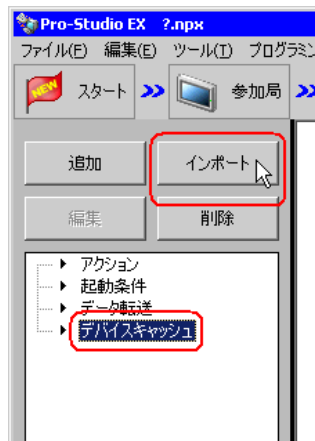 Pro-Studio EX ?.npx
ファイル(F) 編集(E) ツール(T) プログラミン
NEW スタート 参加局
追加 インポート
編集 削除
アクション
起動条件
データ転送
デバイスキャッシュ